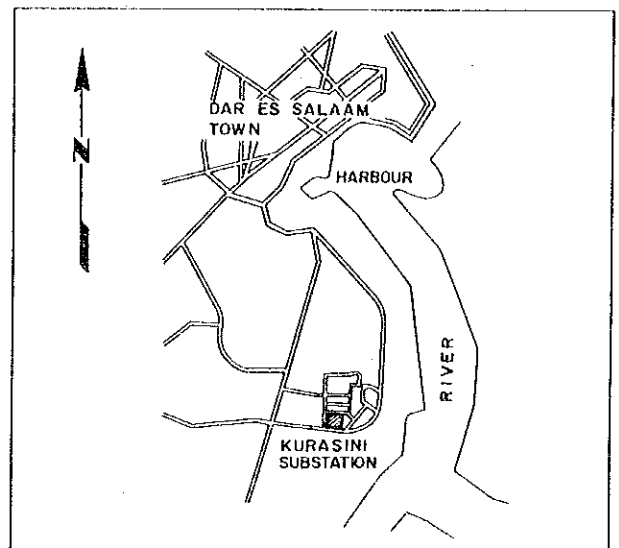 DAR ES SALAAM
TOWN
HARBOUR
N
RIVER
KURASINI
SUBSTATION